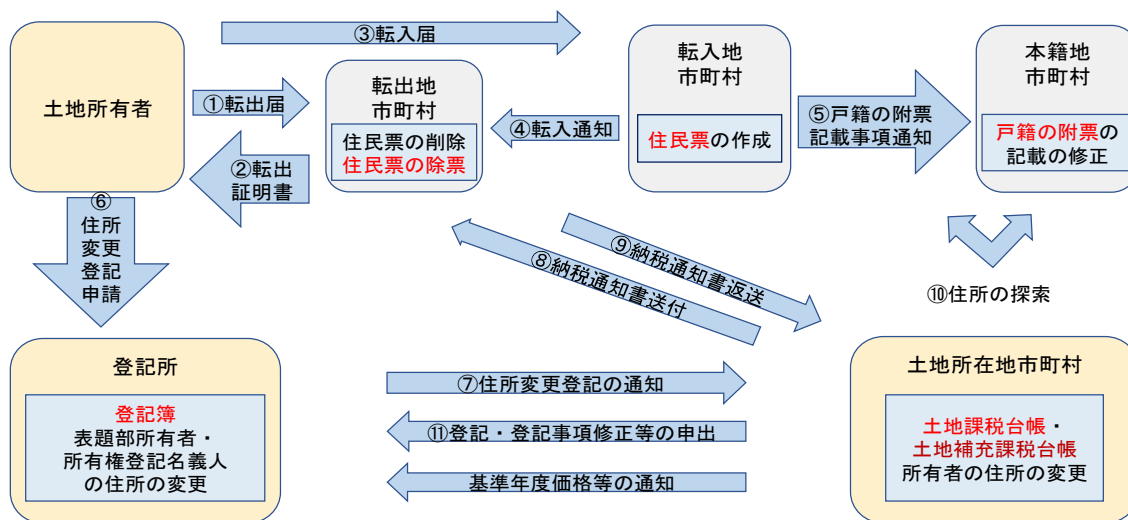 ③転入届
土地所有者
①転出届
②転出
証明書
転出地
市町村
住民票の削除
住民票の除票
④転入通知
転入地
市町村
住民票の作成
⑤戸籍の附票
記載事項通知
本籍地
市町村
戸籍の附票の
記載の修正
⑥
住所
変更
登記
申請
⑧納税通知書送付
⑨納税通知書返送
⑩住所の探索
登記所
登記簿
表題部所有者・
所有権登記名義人
の住所の変更
⑦住所変更登記の通知
⑪登記・登記事項修正等の申出
基準年度価格等の通知
土地所在地市町村
土地課税台帳・
土地補充課税台帳
所有者の住所の変更